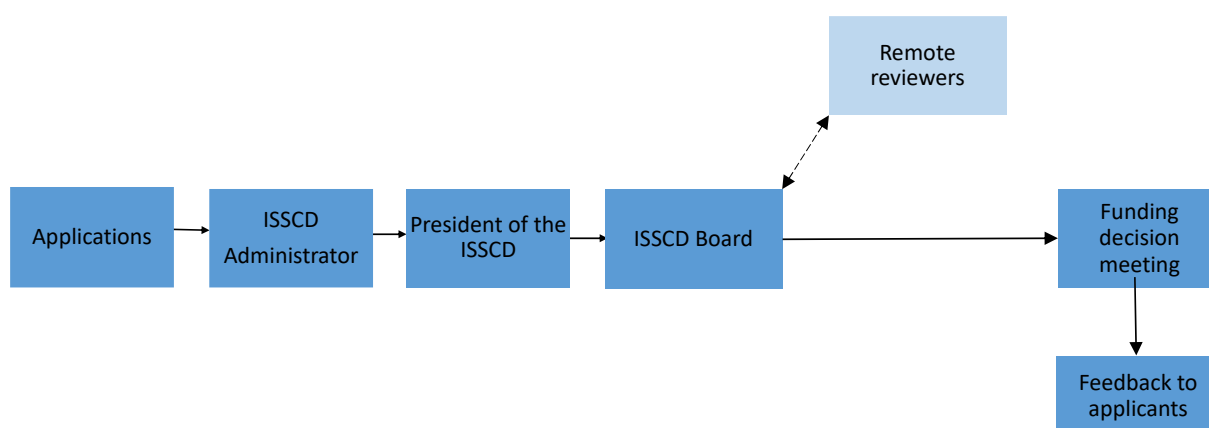 Remote
reviewers
Applications
ISSCD
Administrator
President of the
ISSCD
ISSCD Board
Funding
decision
meeting
Feedback to
applicants